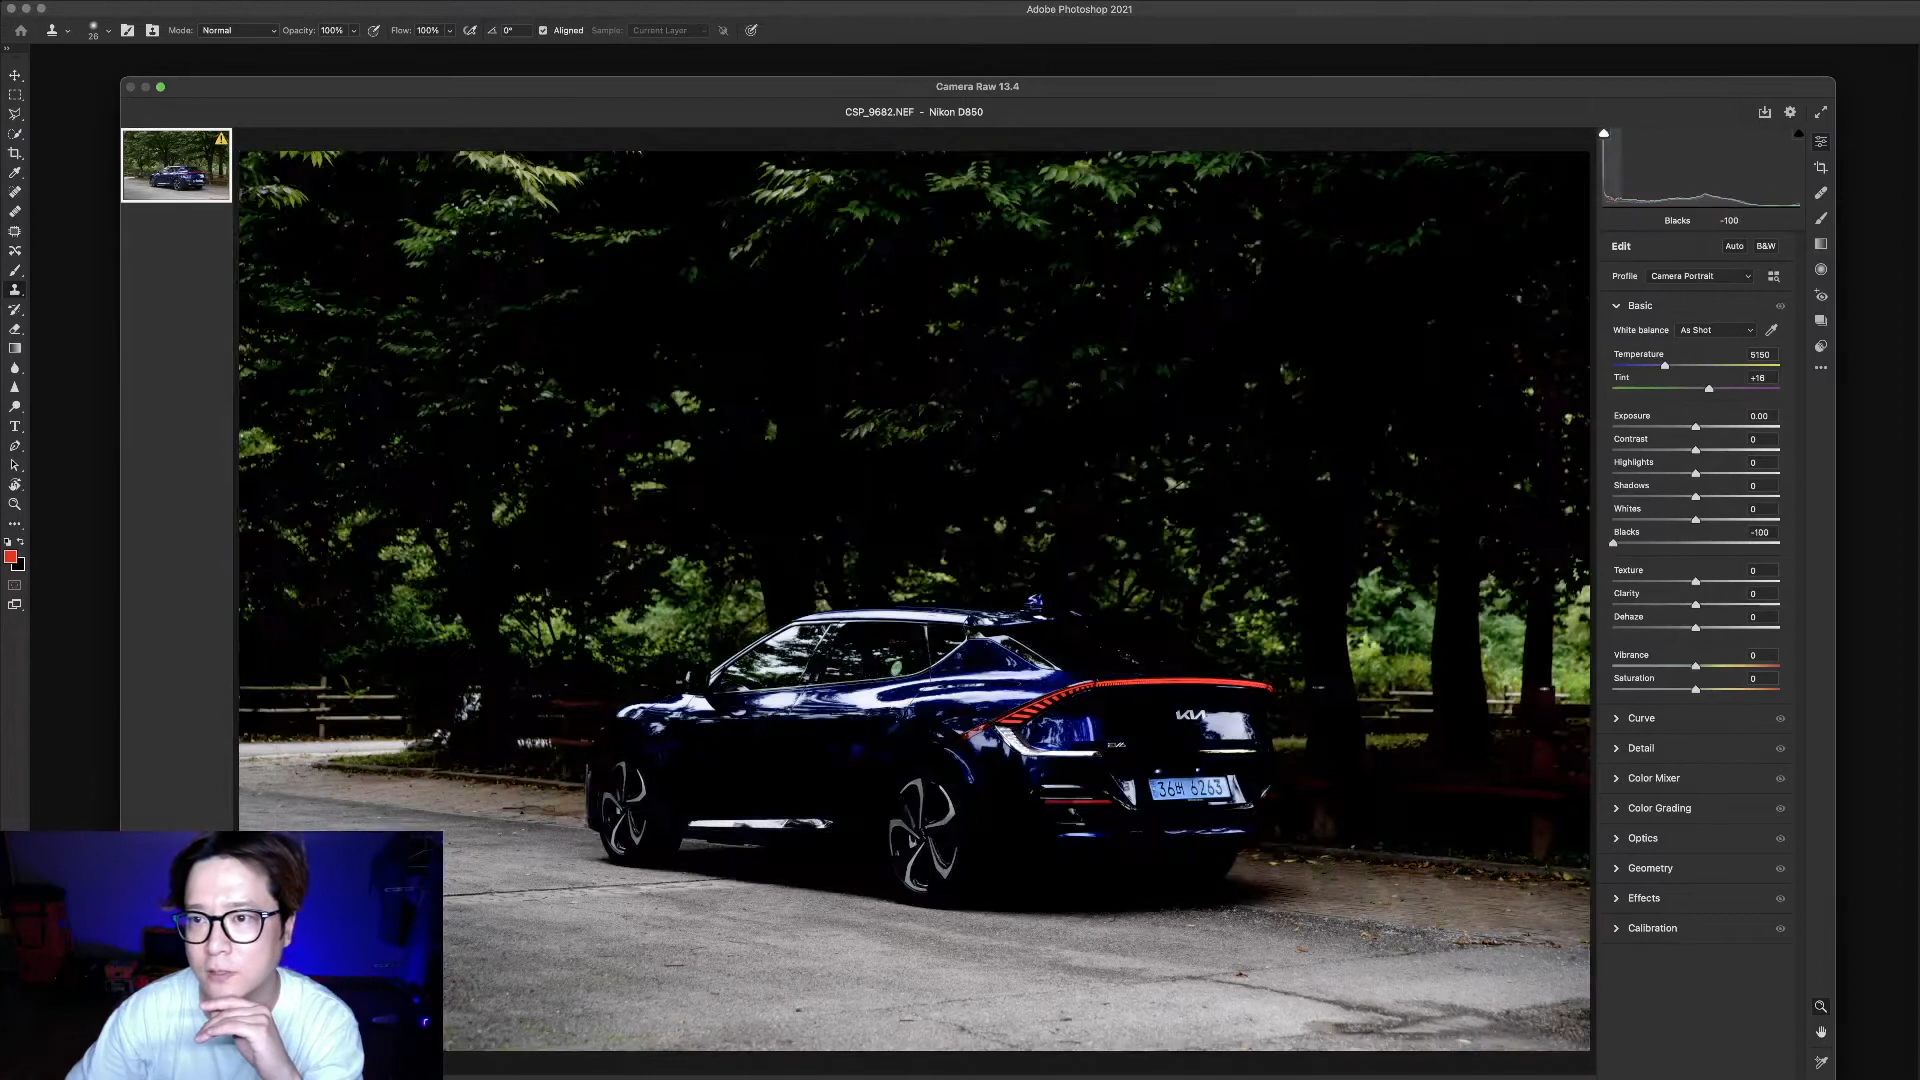 Adobe Photoshop 2021
26
Mode: Normal
Opacity: 100%
Flow: 100%
0°
Aligned
Sample: Current Layer
Camera Raw 13.4
CSP_9682.NEF - Nikon D850
Blacks -100
Edit Auto B&W
Profile Camera Portrait
Basic
White balance As Shot
Temperature 5150
Tint +16
Exposure 0.00
Contrast 0
Highlights 0
Shadows 0
Whites 0
Blacks -100
Texture 0
Clarity 0
Dehaze 0
Vibrance 0
Saturation 0
Curve
Detail
Color Mixer
Color Grading
Optics
Geometry
Effects
Calibration
KIA
EV6
36버 6263